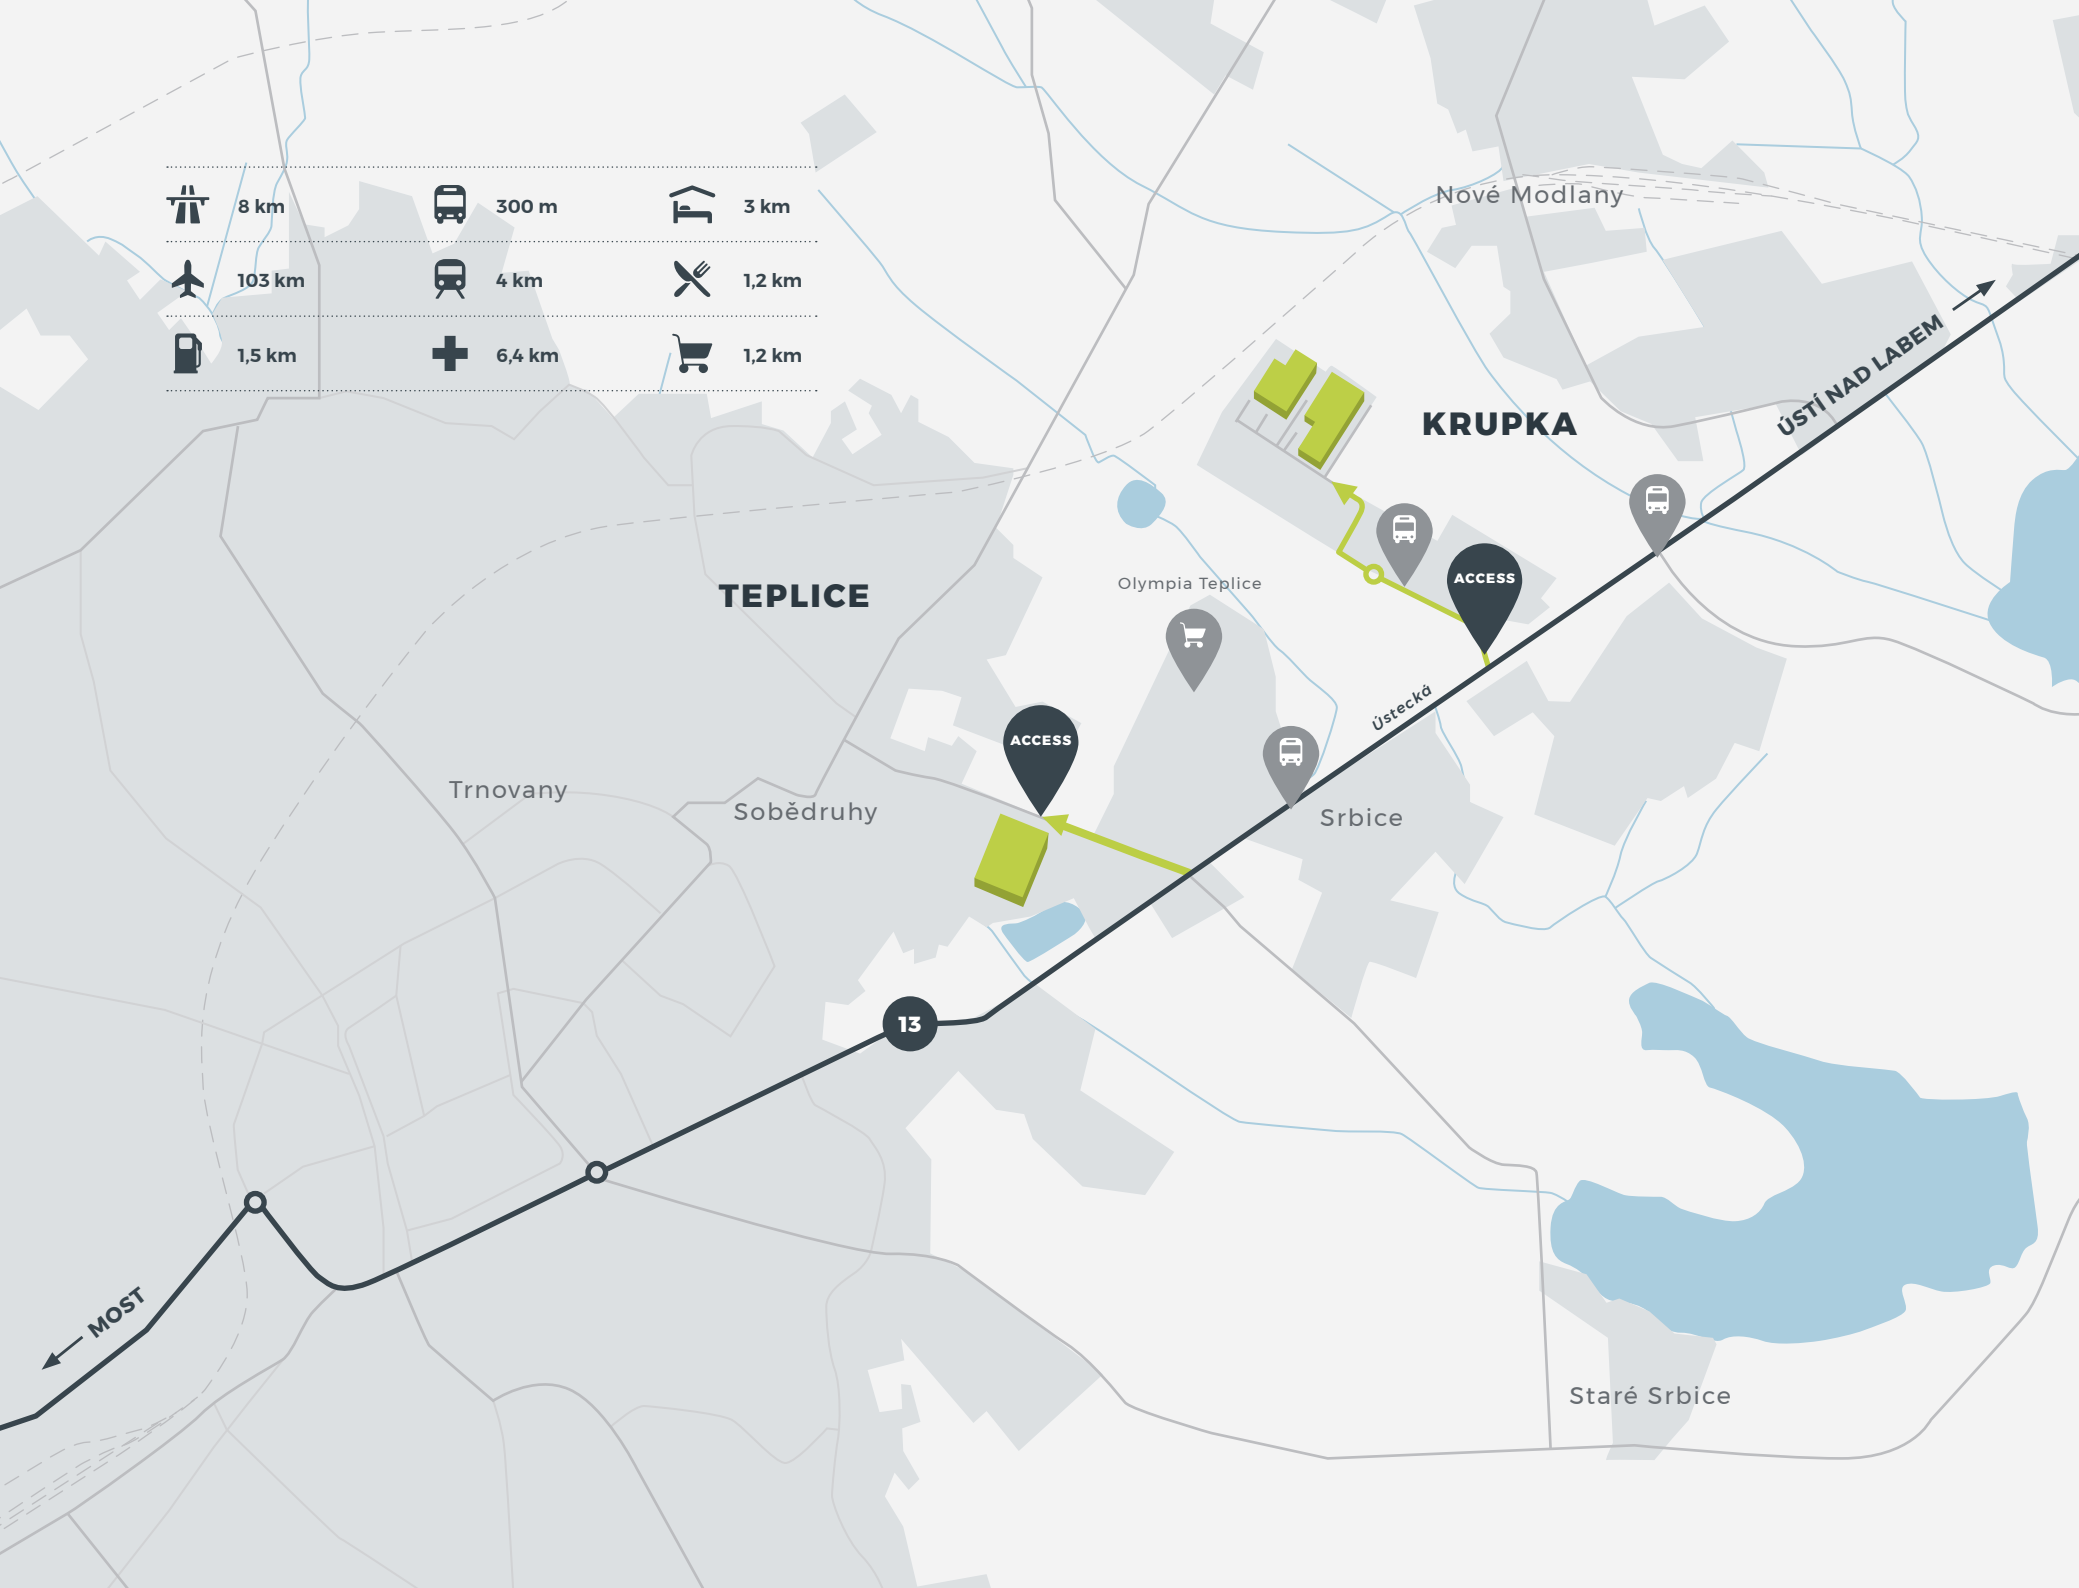 8 km
300 m
3 km
103 km
4 km
1,2 km
1,5 km
6,4 km
1,2 km
Nové Modlany
ÚSTÍ NAD LABEM
KRUPKA
Olympia Teplice
TEPLICE
ACCESS
Ústecká
ACCESS
Trnovany
Sobědruhy
Srbice
13
MOST
Staré Srbice